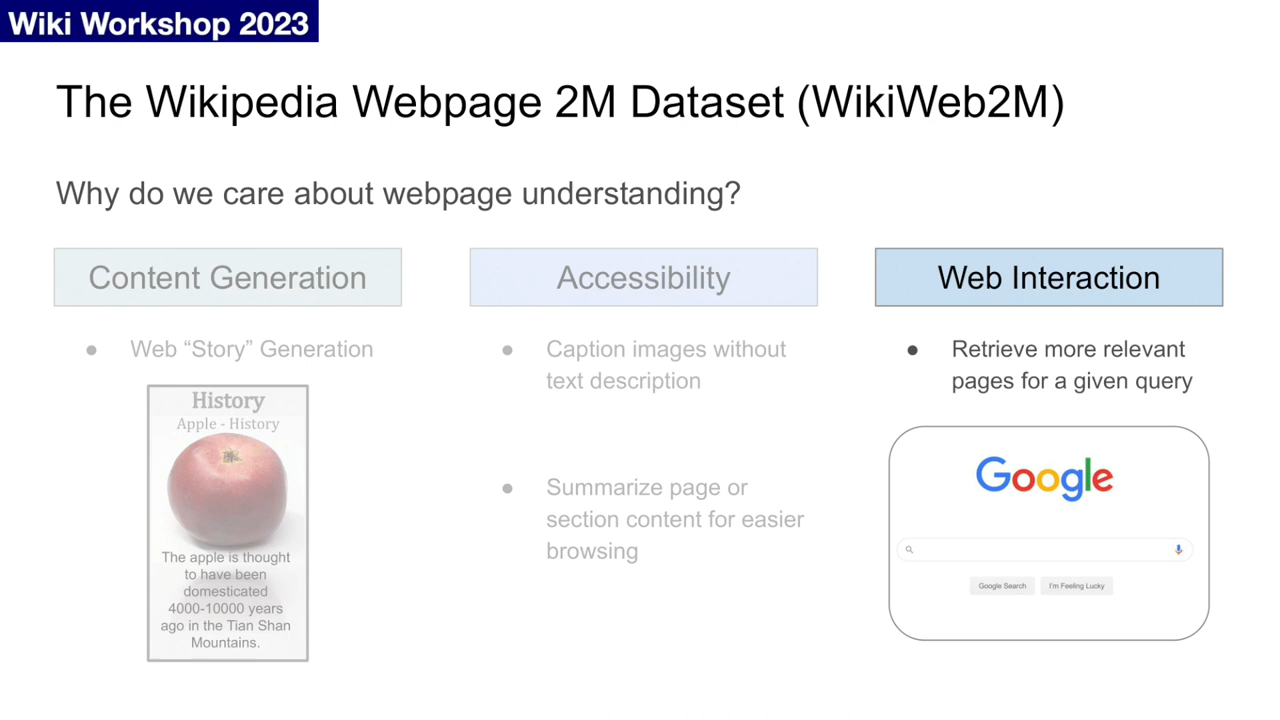 Wiki Workshop 2023
The Wikipedia Webpage 2M Dataset (WikiWeb2M)
Why do we care about webpage understanding?
Content Generation
● Web “Story” Generation
History
Apple - History
The apple is thought
to have been
domesticated
4000-10000 years
ago in the Tian Shan
Mountains.
Accessibility
● Caption images without
text description
● Summarize page or
section content for easier
browsing
Web Interaction
● Retrieve more relevant
pages for a given query
Google
Google Search I'm Feeling Lucky